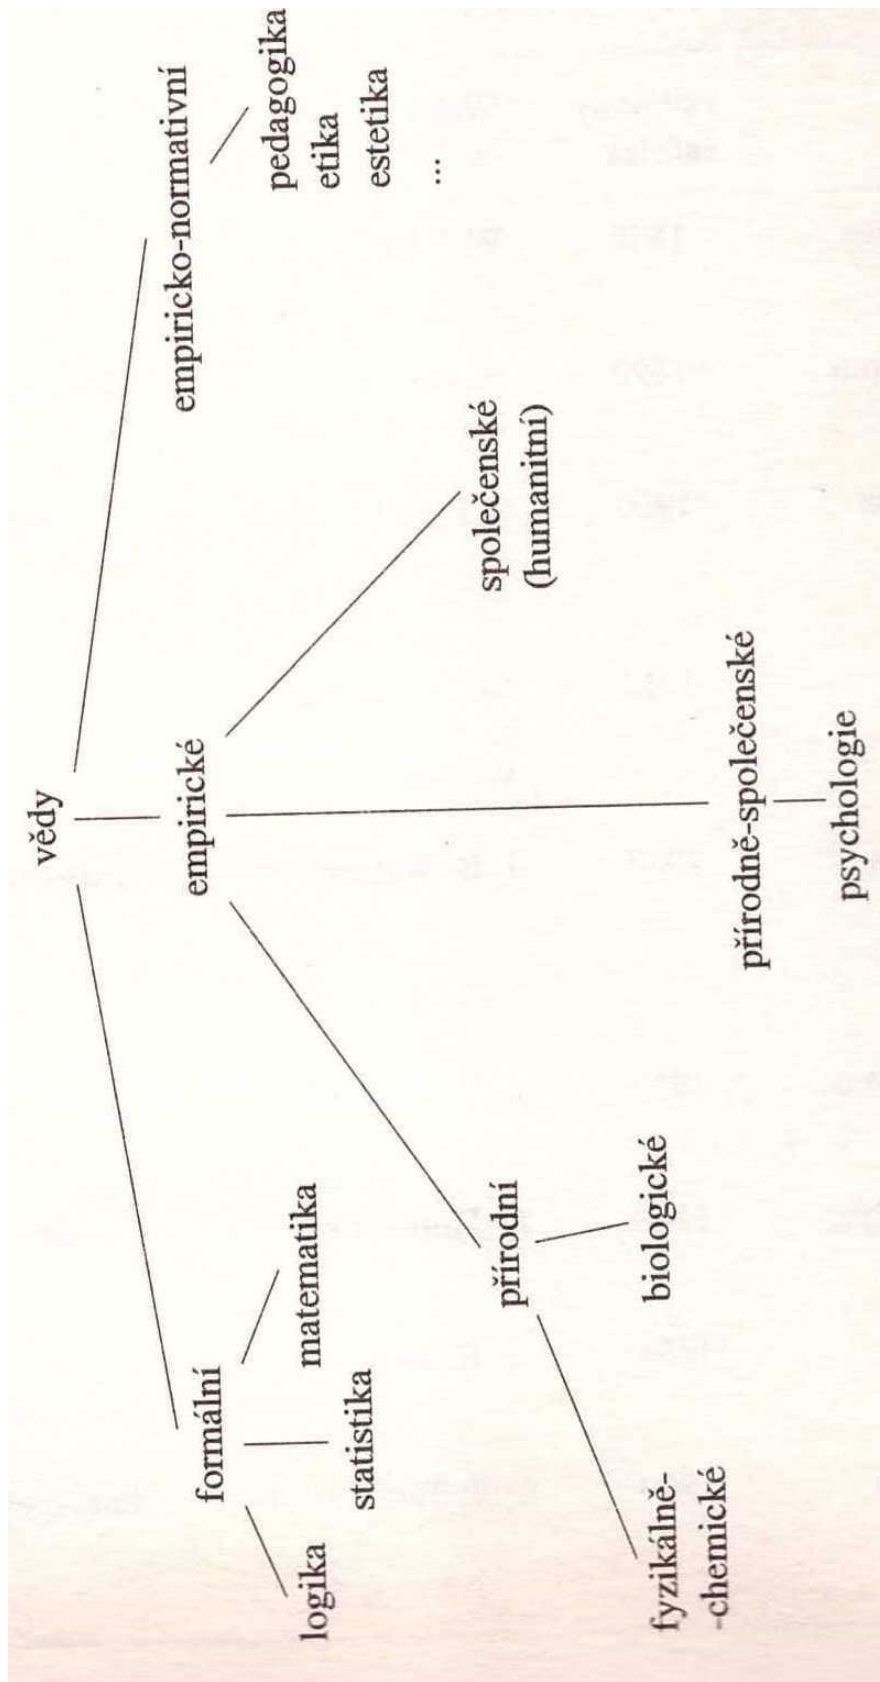 vědy
formální
empirické
empiricko-normativní
logika
statistika
matematika
pedagogika
etika
estetika
...
přírodní
společenské
(humanitní)
fyzikálně-
-chemické
biologické
přírodně-společenské
psychologie